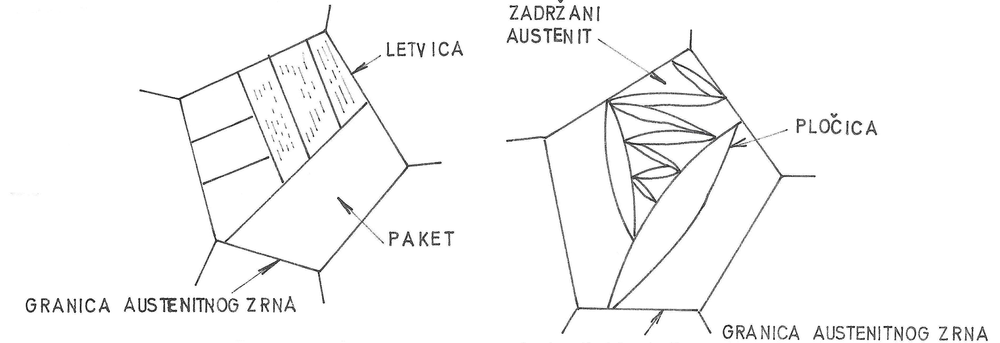 LETVICA
PAKET
GRANICA AUSTENITNOG ZRNA
ZADRŽANI
AUSTENIT
PLOČICA
GRANICA AUSTENITNOG ZRNA